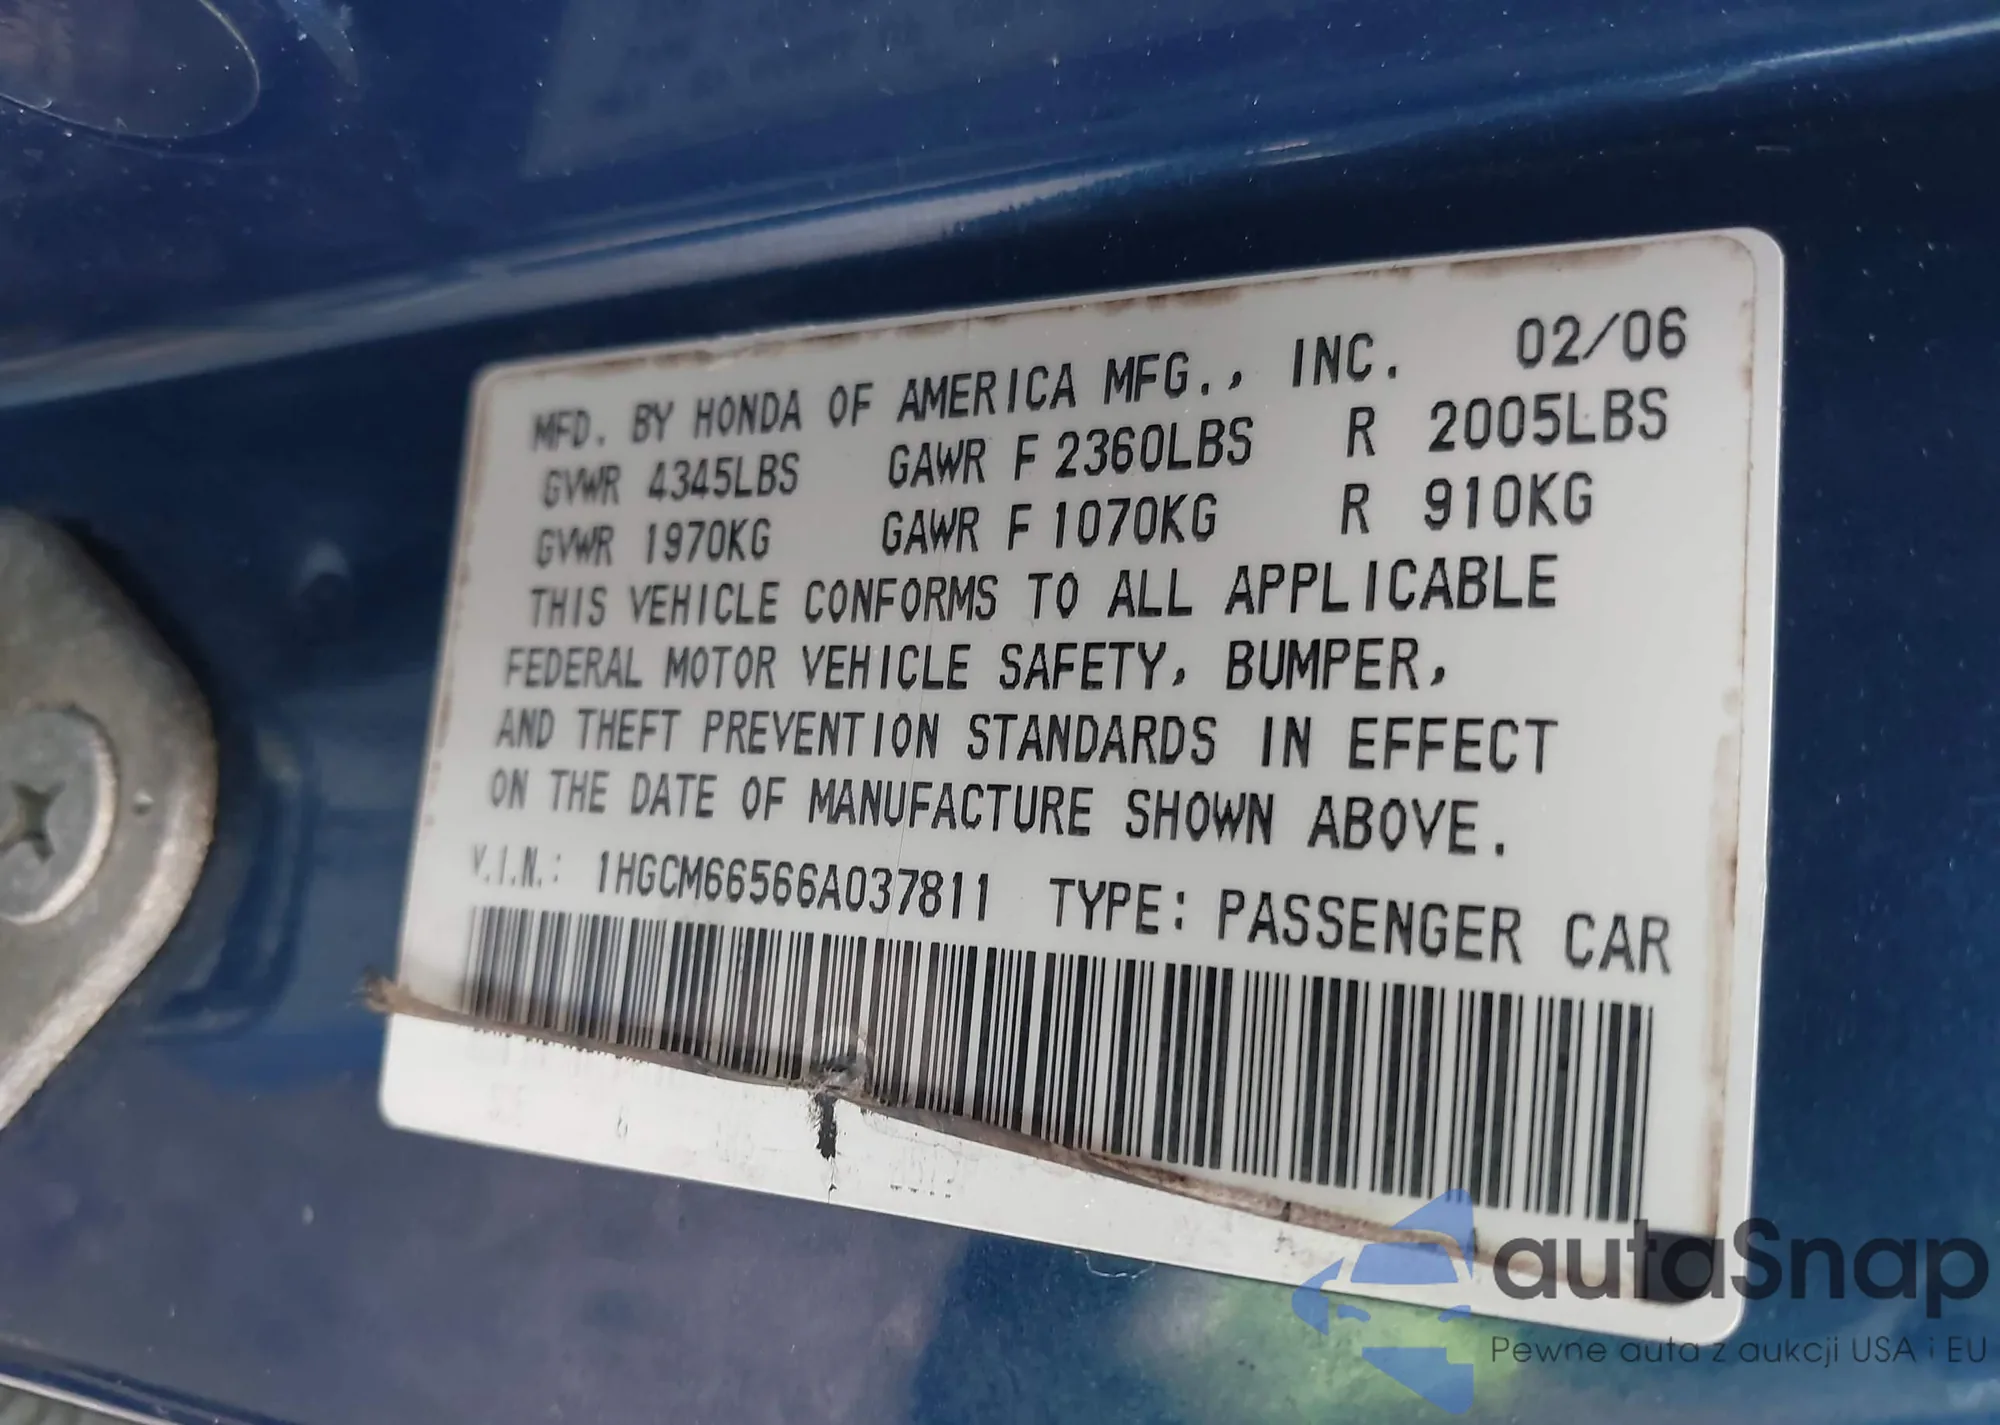 MFD. BY HONDA OF AMERICA MFG., INC. 02/06
GVWR 4345LBS GAWR F 2360LBS R 2005LBS
GVWR 1970KG GAWR F 1070KG R 910KG
THIS VEHICLE CONFORMS TO ALL APPLICABLE
FEDERAL MOTOR VEHICLE SAFETY, BUMPER,
AND THEFT PREVENTION STANDARDS IN EFFECT
ON THE DATE OF MANUFACTURE SHOWN ABOVE.
V.I.N.: 1HGCM66566A037811 TYPE: PASSENGER CAR
autaSnap
Pewne auta z aukcji USA i EU